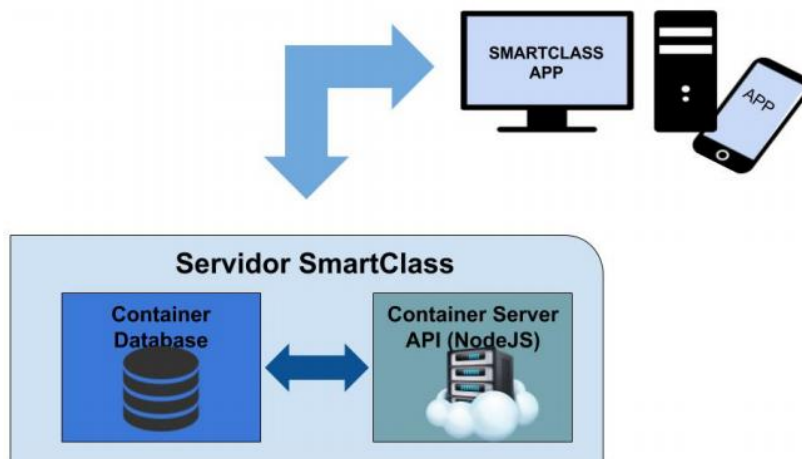 SMARTCLASS
APP
APP
Servidor SmartClass
Container
Database
Container Server
API (NodeJS)